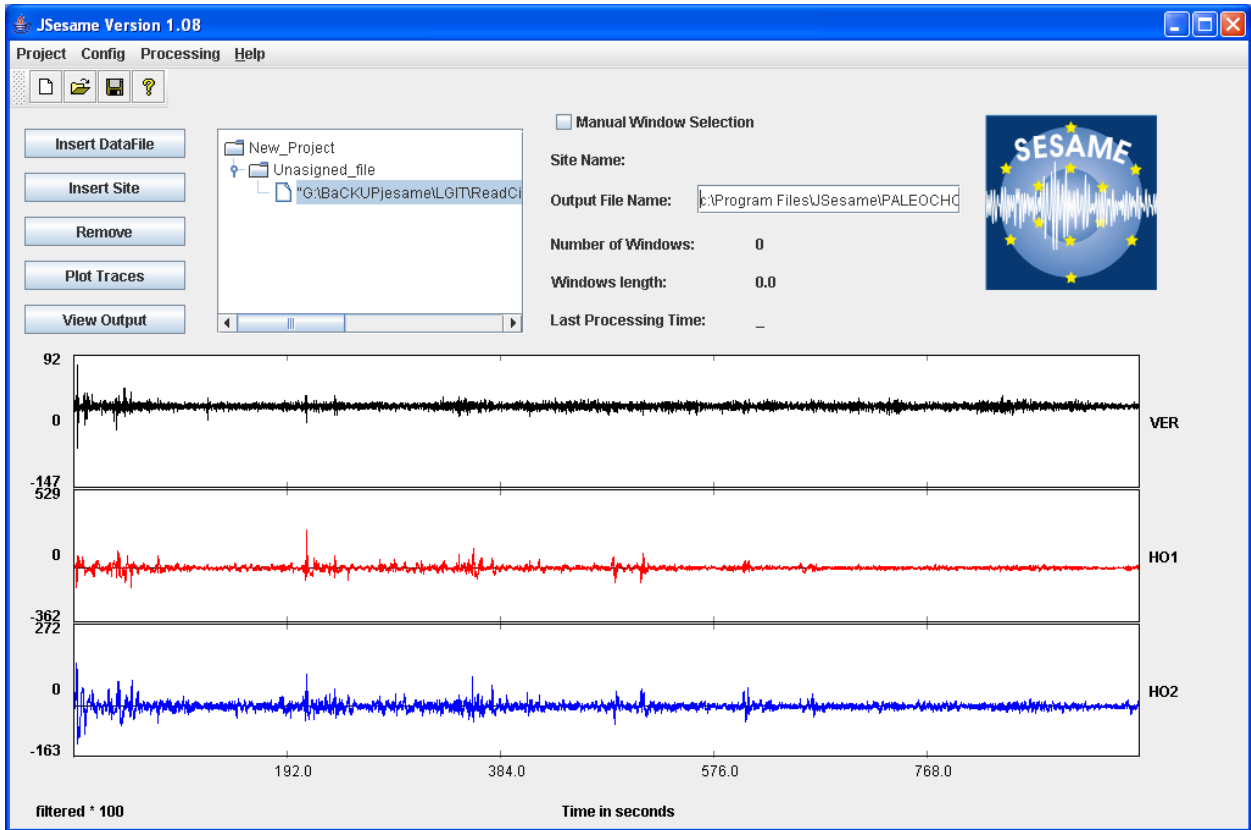 JSesame Version 1.08
Project Config Processing Help
Insert DataFile
Insert Site
Remove
Plot Traces
View Output
New_Project
Unasigned_file
"G:\BaCKUPjesame\LGIT\ReadCi
Manual Window Selection
Site Name:
Output File Name: c:\Program Files\JSesame\PALEOCHO
Number of Windows: 0
Windows length: 0.0
Last Processing Time: _
SESAME
92
0
-147
VER
529
0
-362
HO1
272
0
-163
HO2
192.0 384.0 576.0 768.0
filtered * 100 Time in seconds